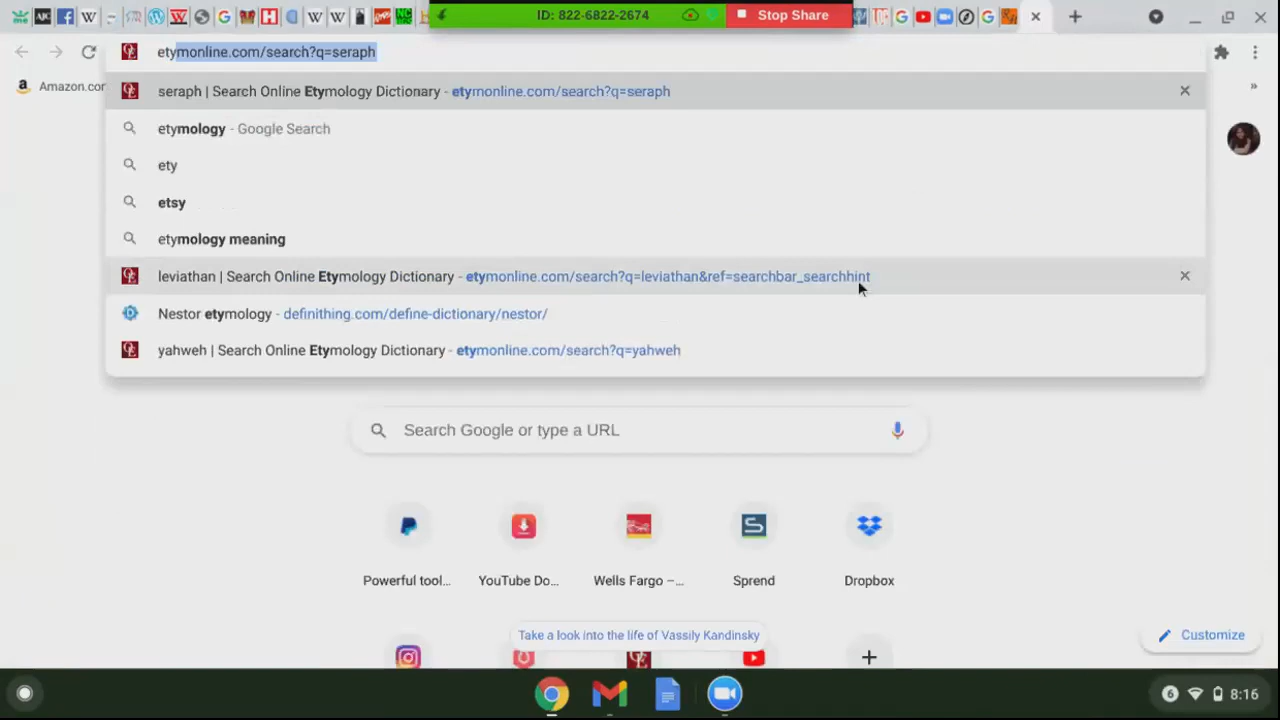 ID: 822-6822-2674
Stop Share
etymonline.com/search?q=seraph
Amazon.cor
seraph | Search Online Etymology Dictionary - etymonline.com/search?q=seraph
etymology - Google Search
ety
etsy
etymology meaning
leviathan | Search Online Etymology Dictionary - etymonline.com/search?q=leviathan&ref=searchbar_searchhint
Nestor etymology - definithing.com/define-dictionary/nestor/
yahweh | Search Online Etymology Dictionary - etymonline.com/search?q=yahweh
Search Google or type a URL
Powerful tool...
YouTube Do...
Wells Fargo –...
Sprend
Dropbox
Take a look into the life of Vassily Kandinsky
Customize
6
8:16